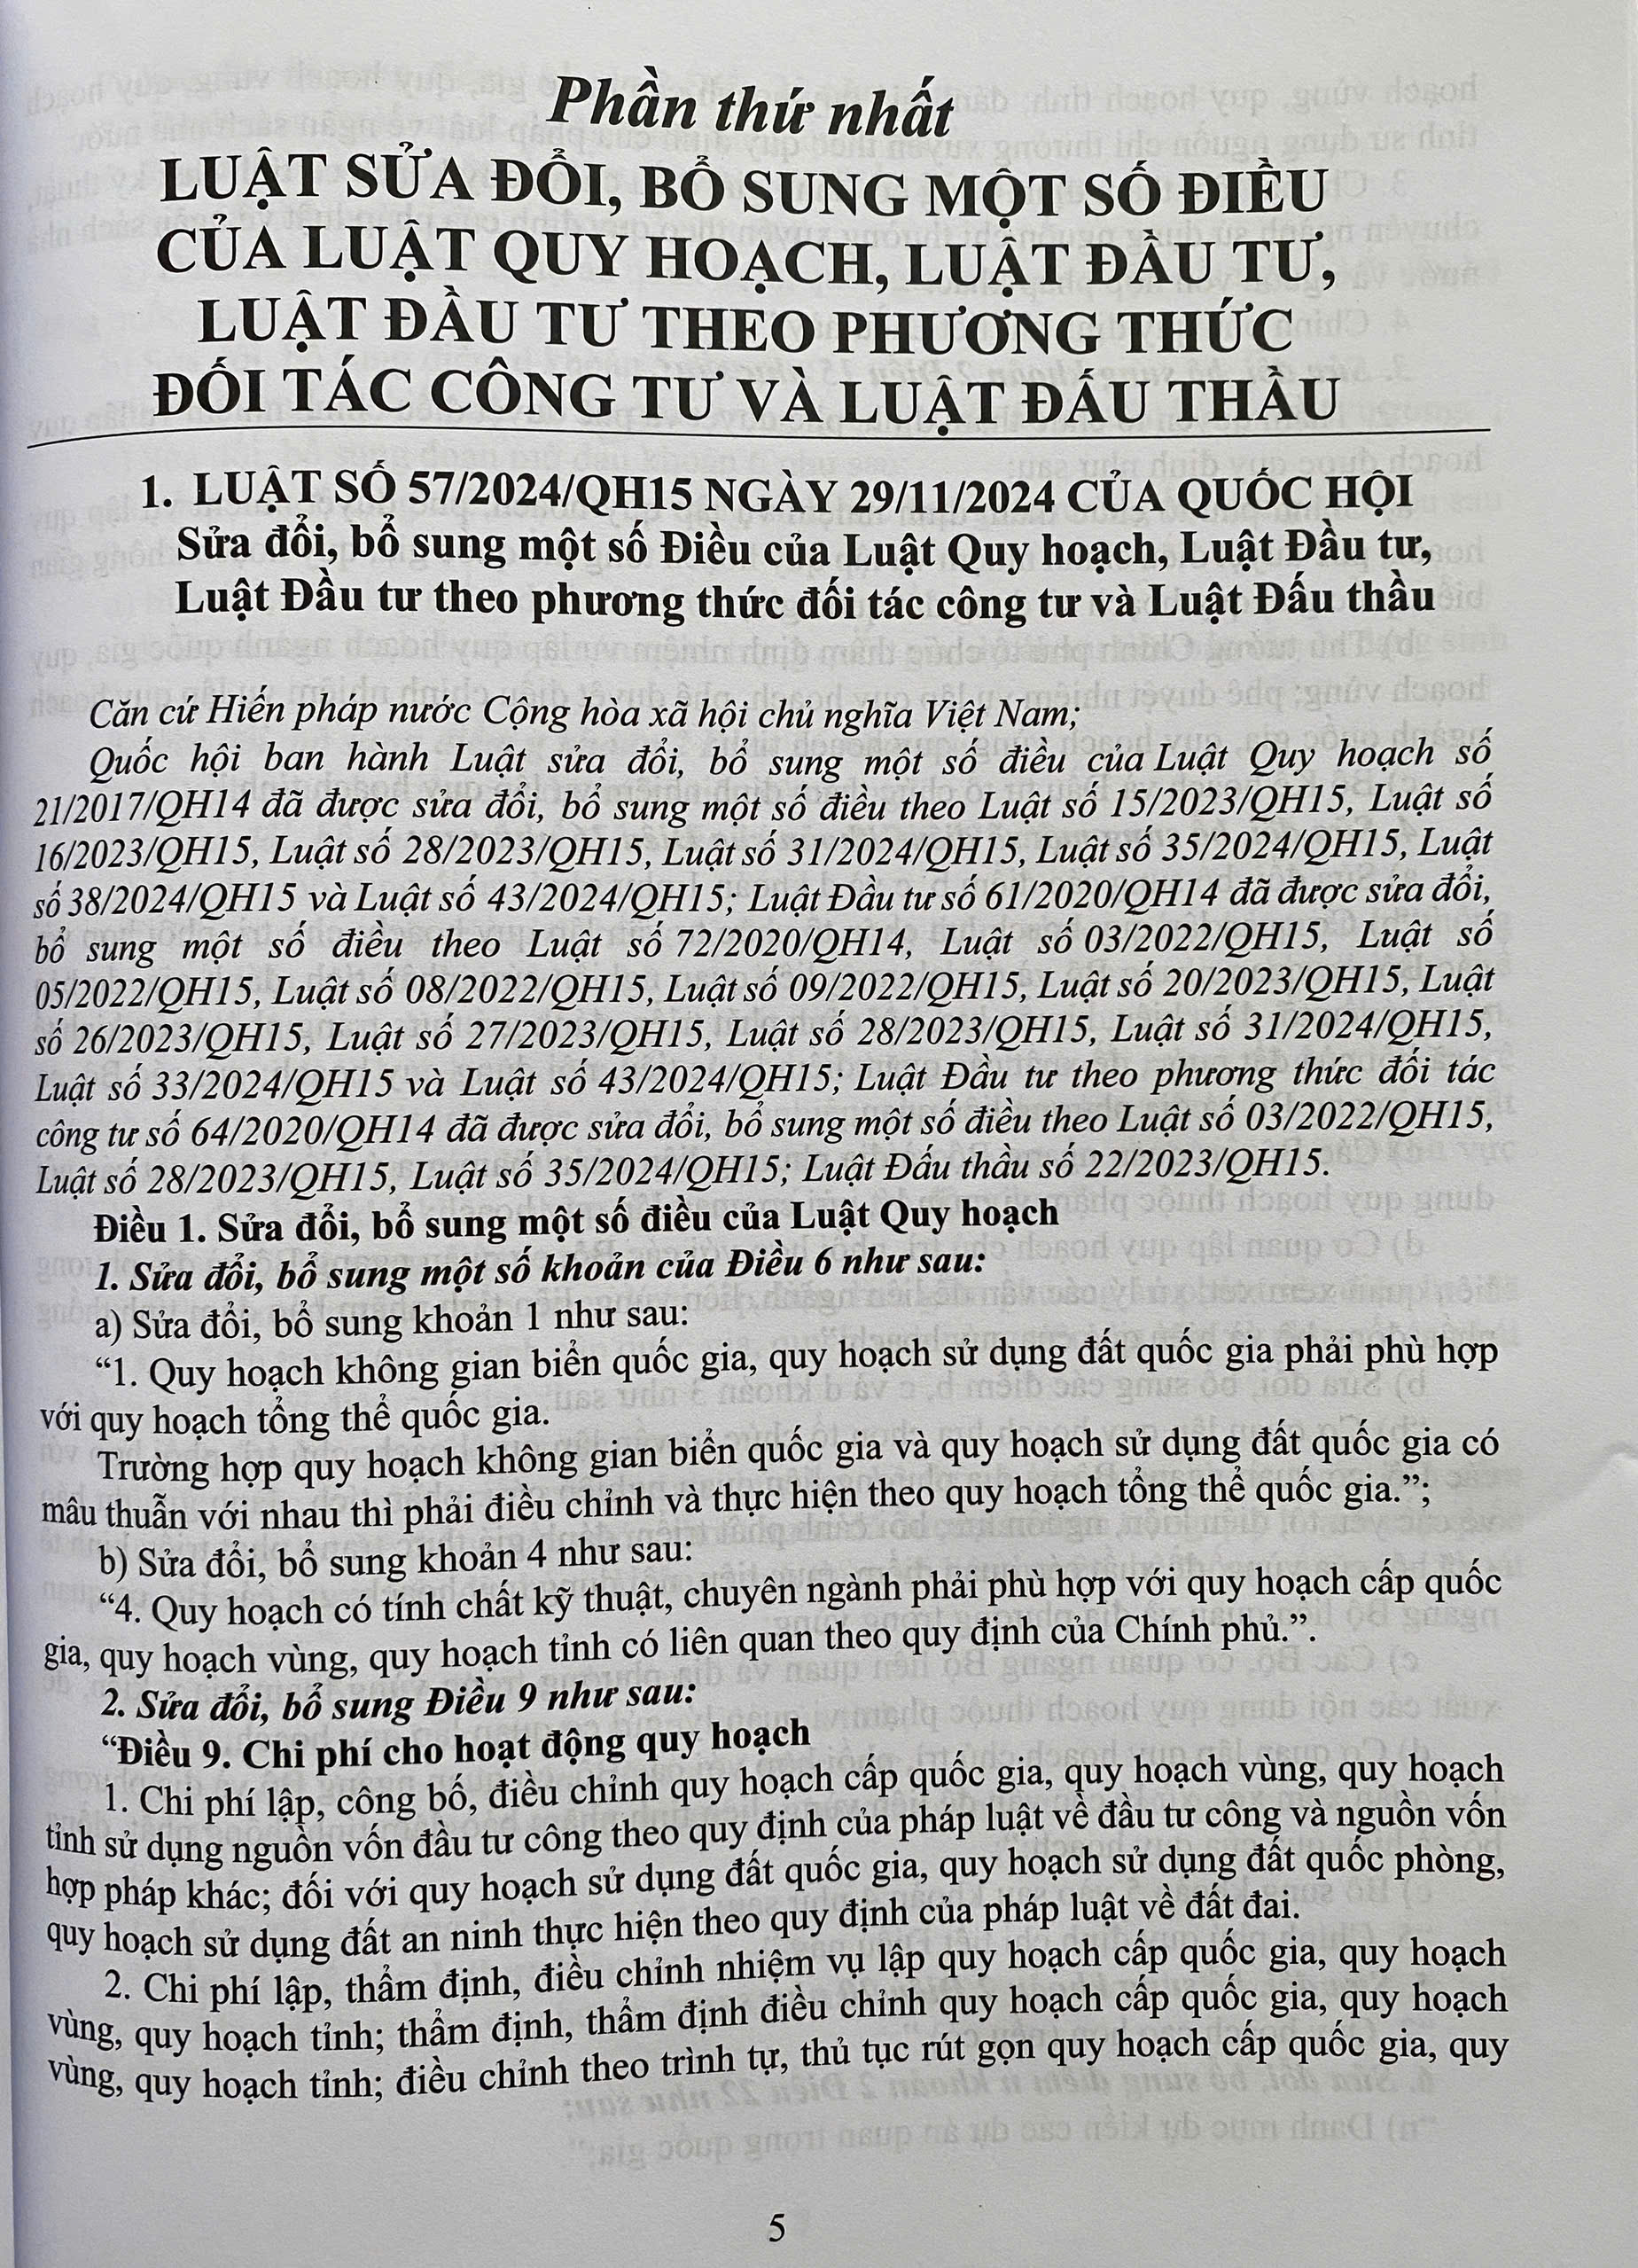 Phần thứ nhất
LUẬT SỬA ĐỔI, BỔ SUNG MỘT SỐ ĐIỀU
CỦA LUẬT QUY HOẠCH, LUẬT ĐẦU TƯ,
LUẬT ĐẦU TƯ THEO PHƯƠNG THỨC
ĐỐI TÁC CÔNG TƯ VÀ LUẬT ĐẤU THẦU
1. LUẬT SỐ 57/2024/QH15 NGÀY 29/11/2024 CỦA QUỐC HỘI
Sửa đổi, bổ sung một số Điều của Luật Quy hoạch, Luật Đầu tư,
Luật Đầu tư theo phương thức đối tác công tư và Luật Đấu thầu
Căn cứ Hiến pháp nước Cộng hòa xã hội chủ nghĩa Việt Nam;
Quốc hội ban hành Luật sửa đổi, bổ sung một số điều của Luật Quy hoạch số
21/2017/QH14 đã được sửa đổi, bổ sung một số điều theo Luật số 15/2023/QH15, Luật số
16/2023/QH15, Luật số 28/2023/QH15, Luật số 31/2024/QH15, Luật số 35/2024/QH15, Luật
số 38/2024/QH15 và Luật số 43/2024/QH15; Luật Đầu tư số 61/2020/QH14 đã được sửa đổi,
bổ sung một số điều theo Luật số 72/2020/QH14, Luật số 03/2022/QH15, Luật số
05/2022/QH15, Luật số 08/2022/QH15, Luật số 09/2022/QH15, Luật số 20/2023/QH15, Luật
số 26/2023/QH15, Luật số 27/2023/QH15, Luật số 28/2023/QH15, Luật số 31/2024/QH15,
Luật số 33/2024/QH15 và Luật số 43/2024/QH15; Luật Đầu tư theo phương thức đối tác
công tư số 64/2020/QH14 đã được sửa đổi, bổ sung một số điều theo Luật số 03/2022/QH15,
Luật số 28/2023/QH15, Luật số 35/2024/QH15; Luật Đấu thầu số 22/2023/QH15.
Điều 1. Sửa đổi, bổ sung một số điều của Luật Quy hoạch
1. Sửa đổi, bổ sung một số khoản của Điều 6 như sau:
a) Sửa đổi, bổ sung khoản 1 như sau:
“1. Quy hoạch không gian biển quốc gia, quy hoạch sử dụng đất quốc gia phải phù hợp
với quy hoạch tổng thể quốc gia.
Trường hợp quy hoạch không gian biển quốc gia và quy hoạch sử dụng đất quốc gia có
mâu thuẫn với nhau thì phải điều chỉnh và thực hiện theo quy hoạch tổng thể quốc gia.”;
b) Sửa đổi, bổ sung khoản 4 như sau:
“4. Quy hoạch có tính chất kỹ thuật, chuyên ngành phải phù hợp với quy hoạch cấp quốc
gia, quy hoạch vùng, quy hoạch tỉnh có liên quan theo quy định của Chính phủ.”.
2. Sửa đổi, bổ sung Điều 9 như sau:
“Điều 9. Chi phí cho hoạt động quy hoạch
1. Chi phí lập, công bố, điều chỉnh quy hoạch cấp quốc gia, quy hoạch vùng, quy hoạch
tỉnh sử dụng nguồn vốn đầu tư công theo quy định của pháp luật về đầu tư công và nguồn vốn
hợp pháp khác; đối với quy hoạch sử dụng đất quốc gia, quy hoạch sử dụng đất quốc phòng,
quy hoạch sử dụng đất an ninh thực hiện theo quy định của pháp luật về đất đai.
2. Chi phí lập, thẩm định, điều chỉnh nhiệm vụ lập quy hoạch cấp quốc gia, quy hoạch
vùng, quy hoạch tỉnh; thẩm định, thẩm định điều chỉnh quy hoạch cấp quốc gia, quy hoạch
vùng, quy hoạch tỉnh; điều chỉnh theo trình tự, thủ tục rút gọn quy hoạch cấp quốc gia, quy
5